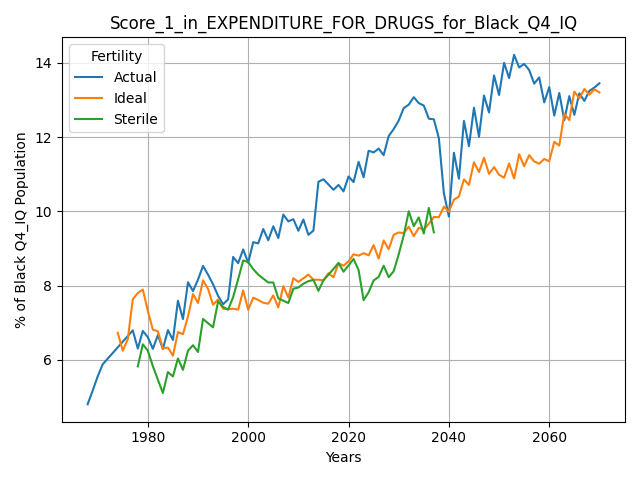 Score_1_in_EXPENDITURE_FOR_DRUGS_for_Black_Q4_IQ
Fertility
Actual
Ideal
Sterile
% of Black Q4_IQ Population
14
12
10
8
6
1980
2000
2020
2040
2060
Years